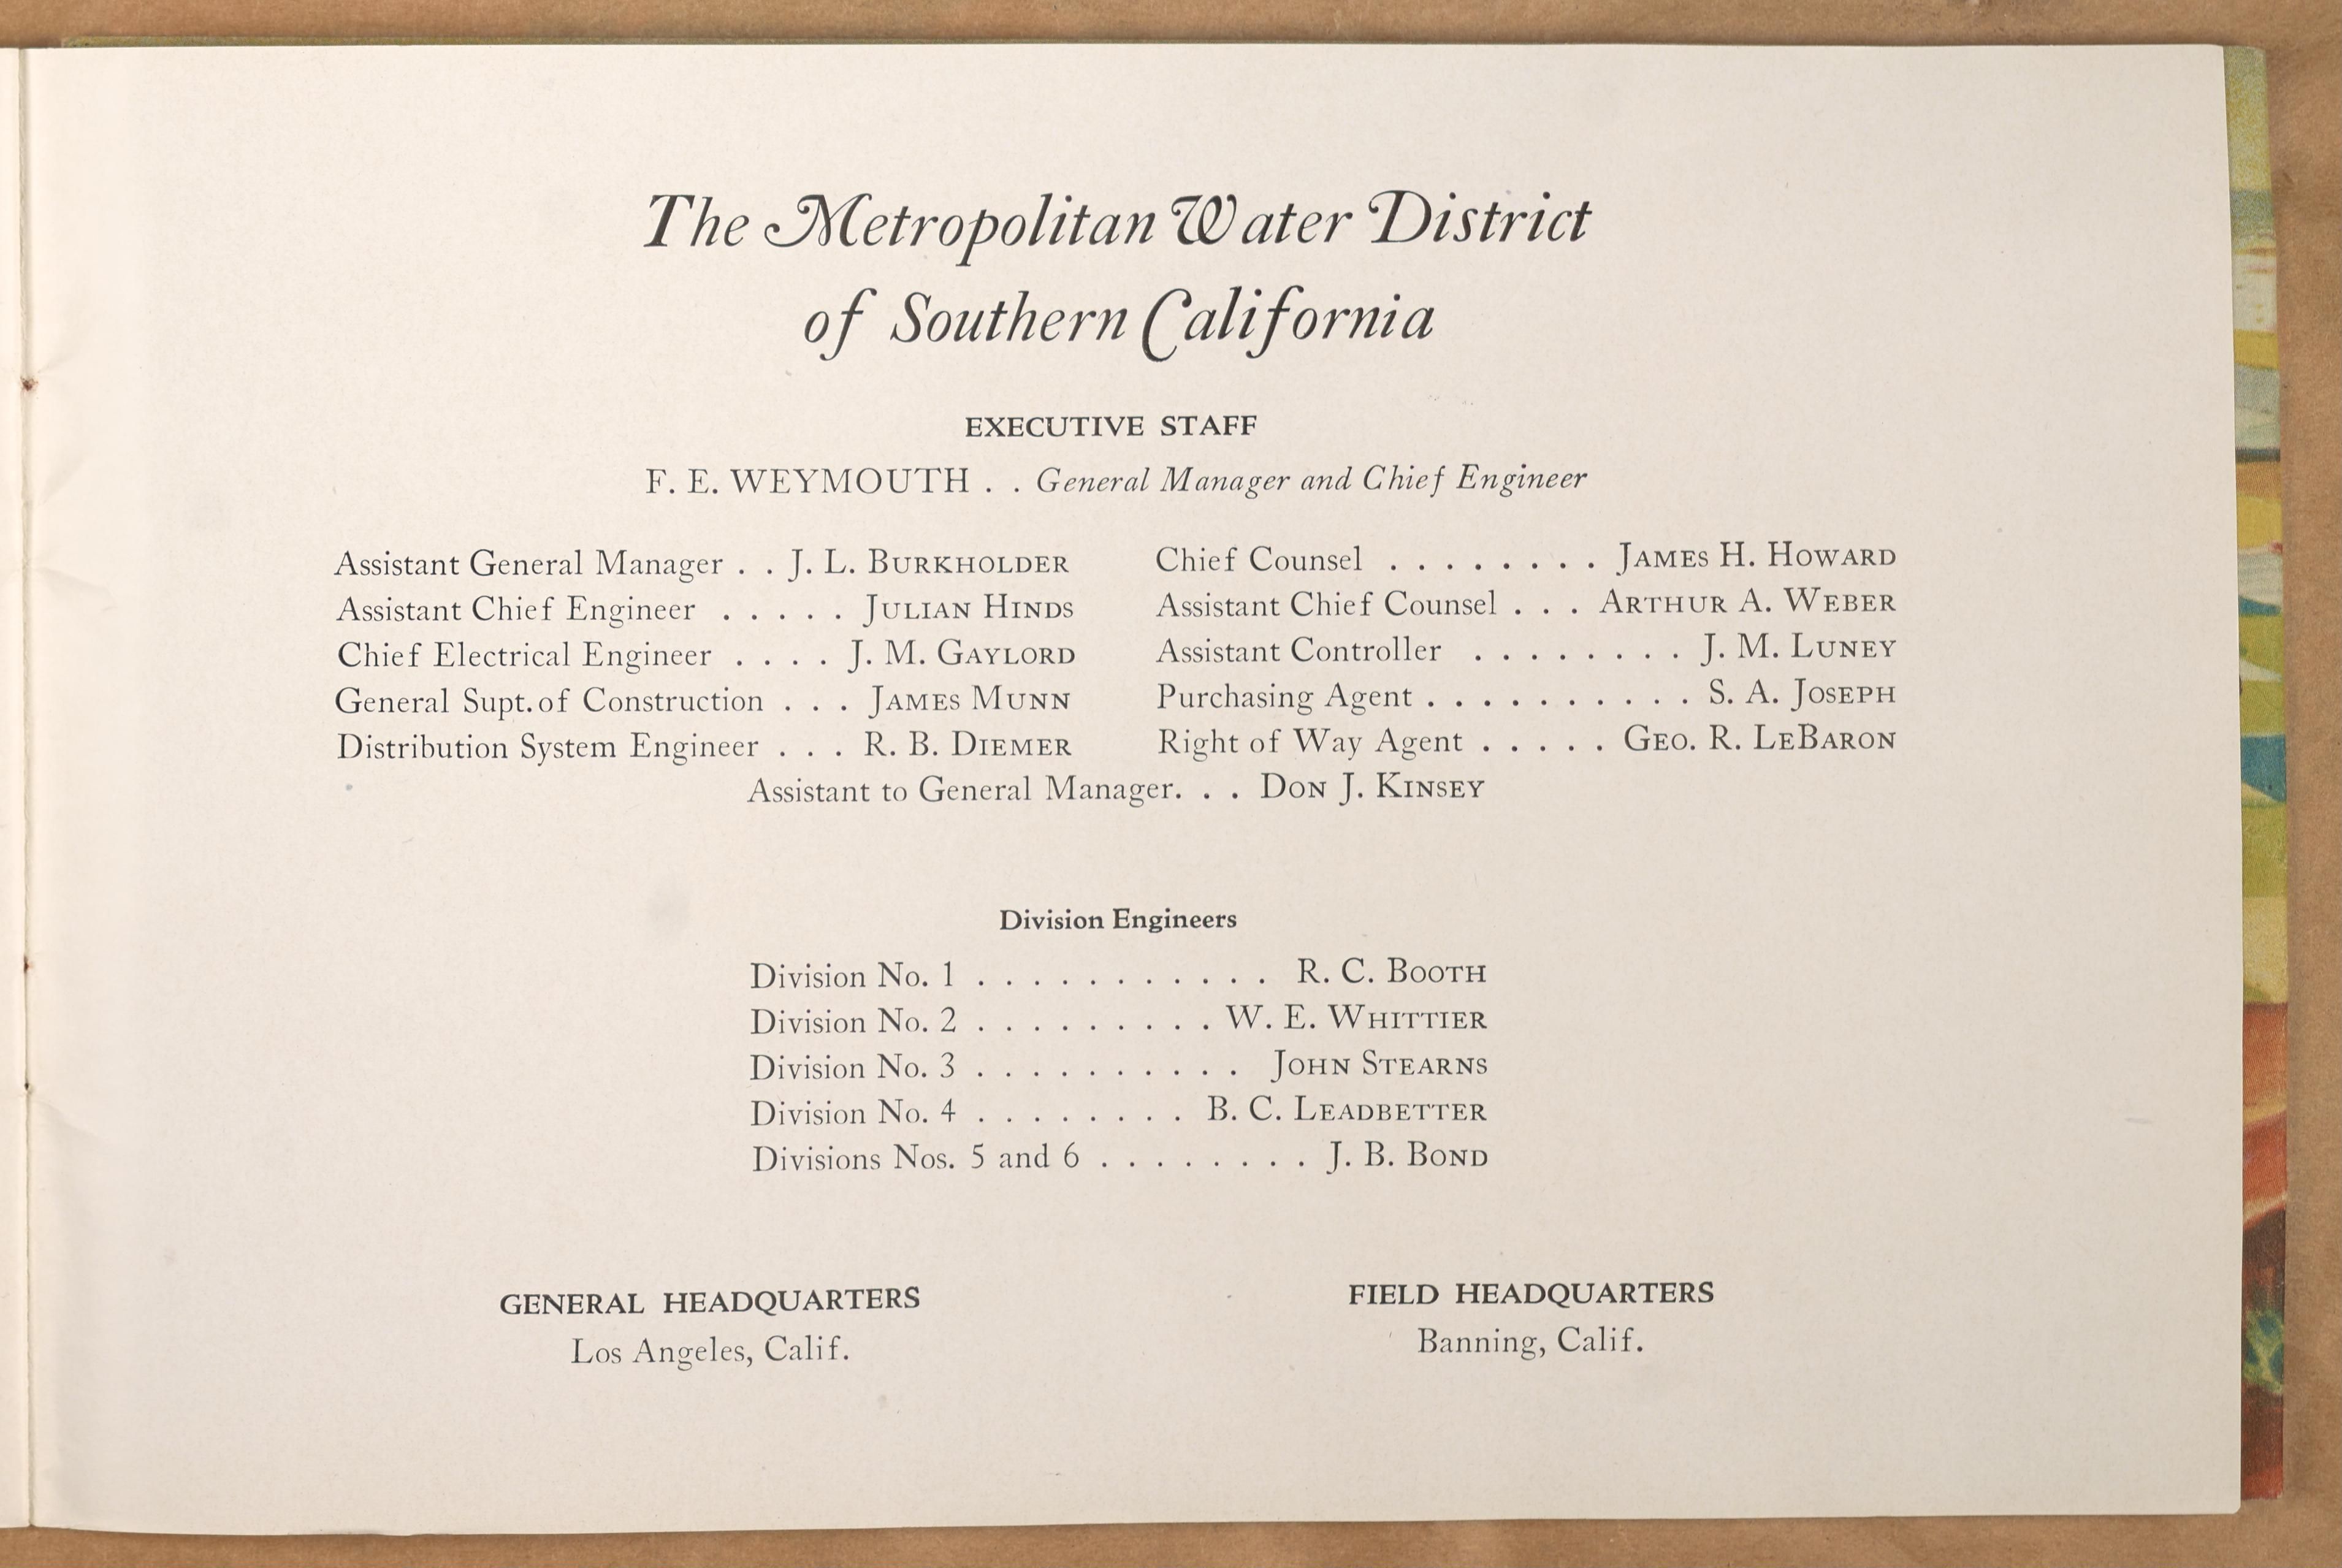 The Metropolitan Water District
of Southern California
EXECUTIVE STAFF
F. E. WEYMOUTH . . General Manager and Chief Engineer
Assistant General Manager . . J. L. BURKHOLDER
Assistant Chief Engineer . . . . . JULIAN HINDS
Chief Electrical Engineer . . . . J. M. GAYLORD
General Supt. of Construction . . . JAMES MUNN
Distribution System Engineer . . . R. B. DIEMER
Chief Counsel . . . . . . . . JAMES H. HOWARD
Assistant Chief Counsel . . . ARTHUR A. WEBER
Assistant Controller . . . . . . . . J. M. LUNEY
Purchasing Agent . . . . . . . . . . S. A. JOSEPH
Right of Way Agent . . . . . GEO. R. LEBARON
Assistant to General Manager. . . DON J. KINSEY
Division Engineers
Division No. 1 . . . . . . . . . . . R. C. BOOTH
Division No. 2 . . . . . . . . . W. E. WHITTIER
Division No. 3 . . . . . . . . . . JOHN STEARNS
Division No. 4 . . . . . . . . B. C. LEADBETTER
Divisions Nos. 5 and 6 . . . . . . . . J. B. BOND
GENERAL HEADQUARTERS
Los Angeles, Calif.
FIELD HEADQUARTERS
Banning, Calif.